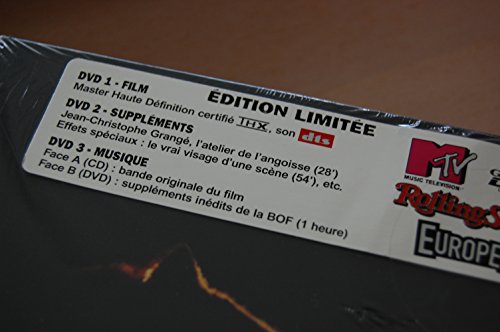 ÉDITION LIMITÉE
DVD 1 - FILM
Master Haute Définition certifié THX, son dts
DVD 2 - SUPPLÉMENTS
Jean-Christophe Grangé, l'atelier de l'angoisse (28')
Effets spéciaux : le vrai visage d'une scène (54'), etc.
DVD 3 - MUSIQUE
Face A (CD) : bande originale du film
Face B (DVD) : suppléments inédits de la BOF (1 heure)
MTV
MUSIC TELEVISION
Rolling
EUROPE